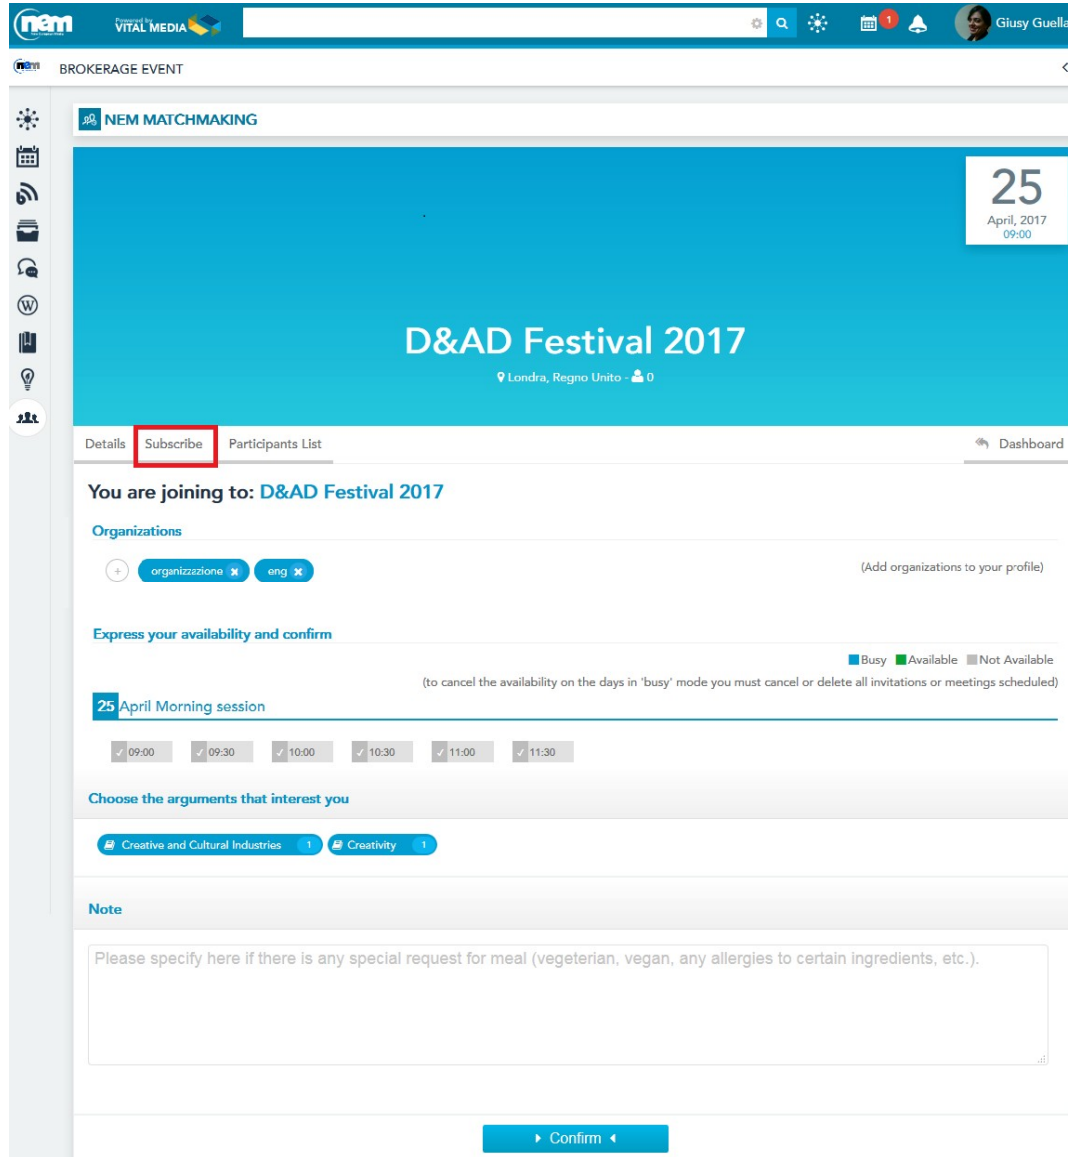 nem Powered by VITAL MEDIA 1 Giusy Guella
nem BROKERAGE EVENT
NEM MATCHMAKING
25
April, 2017
09:00
D&AD Festival 2017
Londra, Regno Unito - 0
Details Subscribe Participants List Dashboard
You are joining to: D&AD Festival 2017
Organizations
organizzazione eng (Add organizations to your profile)
Express your availability and confirm
Busy Available Not Available
(to cancel the availability on the days in 'busy' mode you must cancel or delete all invitations or meetings scheduled)
25 April Morning session
09:00 09:30 10:00 10:30 11:00 11:30
Choose the arguments that interest you
Creative and Cultural Industries 1 Creativity 1
Note
Please specify here if there is any special request for meal (vegeterian, vegan, any allergies to certain ingredients, etc.).
Confirm